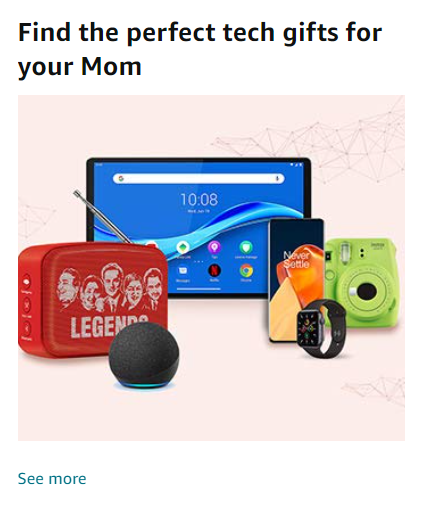 Find the perfect tech gifts for
your Mom
10:08
Never
Settle
LEGENDS
See more